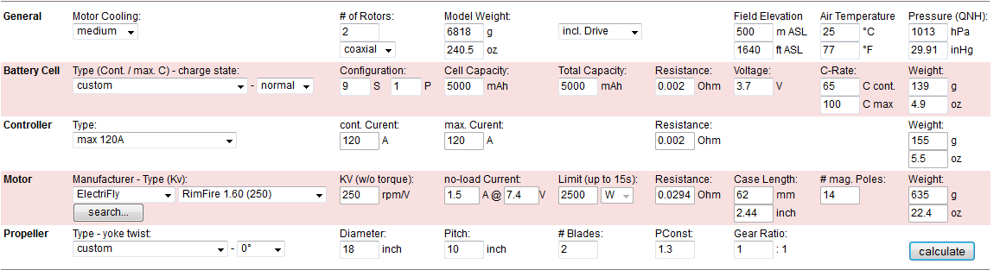 General Motor Cooling: # of Rotors: Model Weight: Field Elevation Air Temperature Pressure (QNH):
medium 2 6818 g incl. Drive 500 m ASL 25 °C 1013 hPa
coaxial 240.5 oz 1640 ft ASL 77 °F 29.91 inHg
Battery Cell Type (Cont. / max. C) - charge state: Configuration: Cell Capacity: Total Capacity: Resistance: Voltage: C-Rate: Weight:
custom - normal 9 S 1 P 5000 mAh 5000 mAh 0.002 Ohm 3.7 V 65 C cont. 139 g
100 C max 4.9 oz
Controller Type: cont. Curent: max. Curent: Resistance: Weight:
max 120A 120 A 120 A 0.002 Ohm 155 g
5.5 oz
Motor Manufacturer - Type (Kv): KV (w/o torque): no-load Current: Limit (up to 15s): Resistance: Case Length: # mag. Poles: Weight:
ElectriFly RimFire 1.60 (250) 250 rpm/V 1.5 A @ 7.4 V 2500 W 0.0294 Ohm 62 mm 14 635 g
search... 2.44 inch 22.4 oz
Propeller Type - yoke twist: Diameter: Pitch: # Blades: PConst: Gear Ratio:
custom - 0° 18 inch 10 inch 2 1.3 1 : 1 calculate